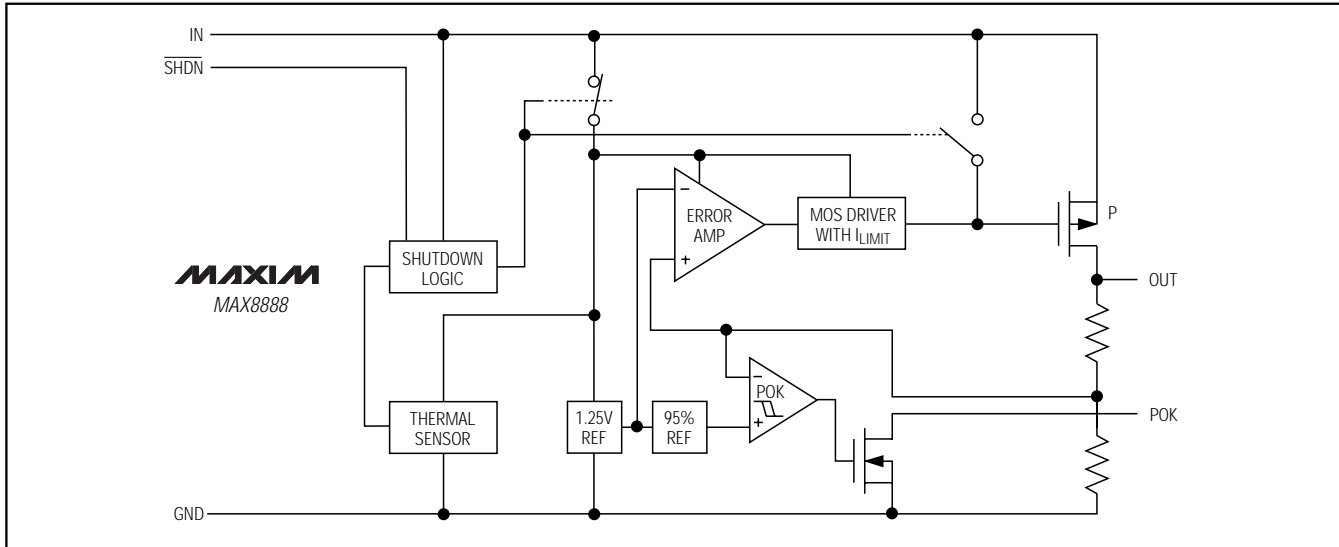 IN
SHDN
ERROR
AMP
MOS DRIVER
WITH ILIMIT
P
SHUTDOWN
LOGIC
MAXIM
MAX8888
OUT
−
+
THERMAL
SENSOR
1.25V
REF
95%
REF
−
POK
+
POK
GND